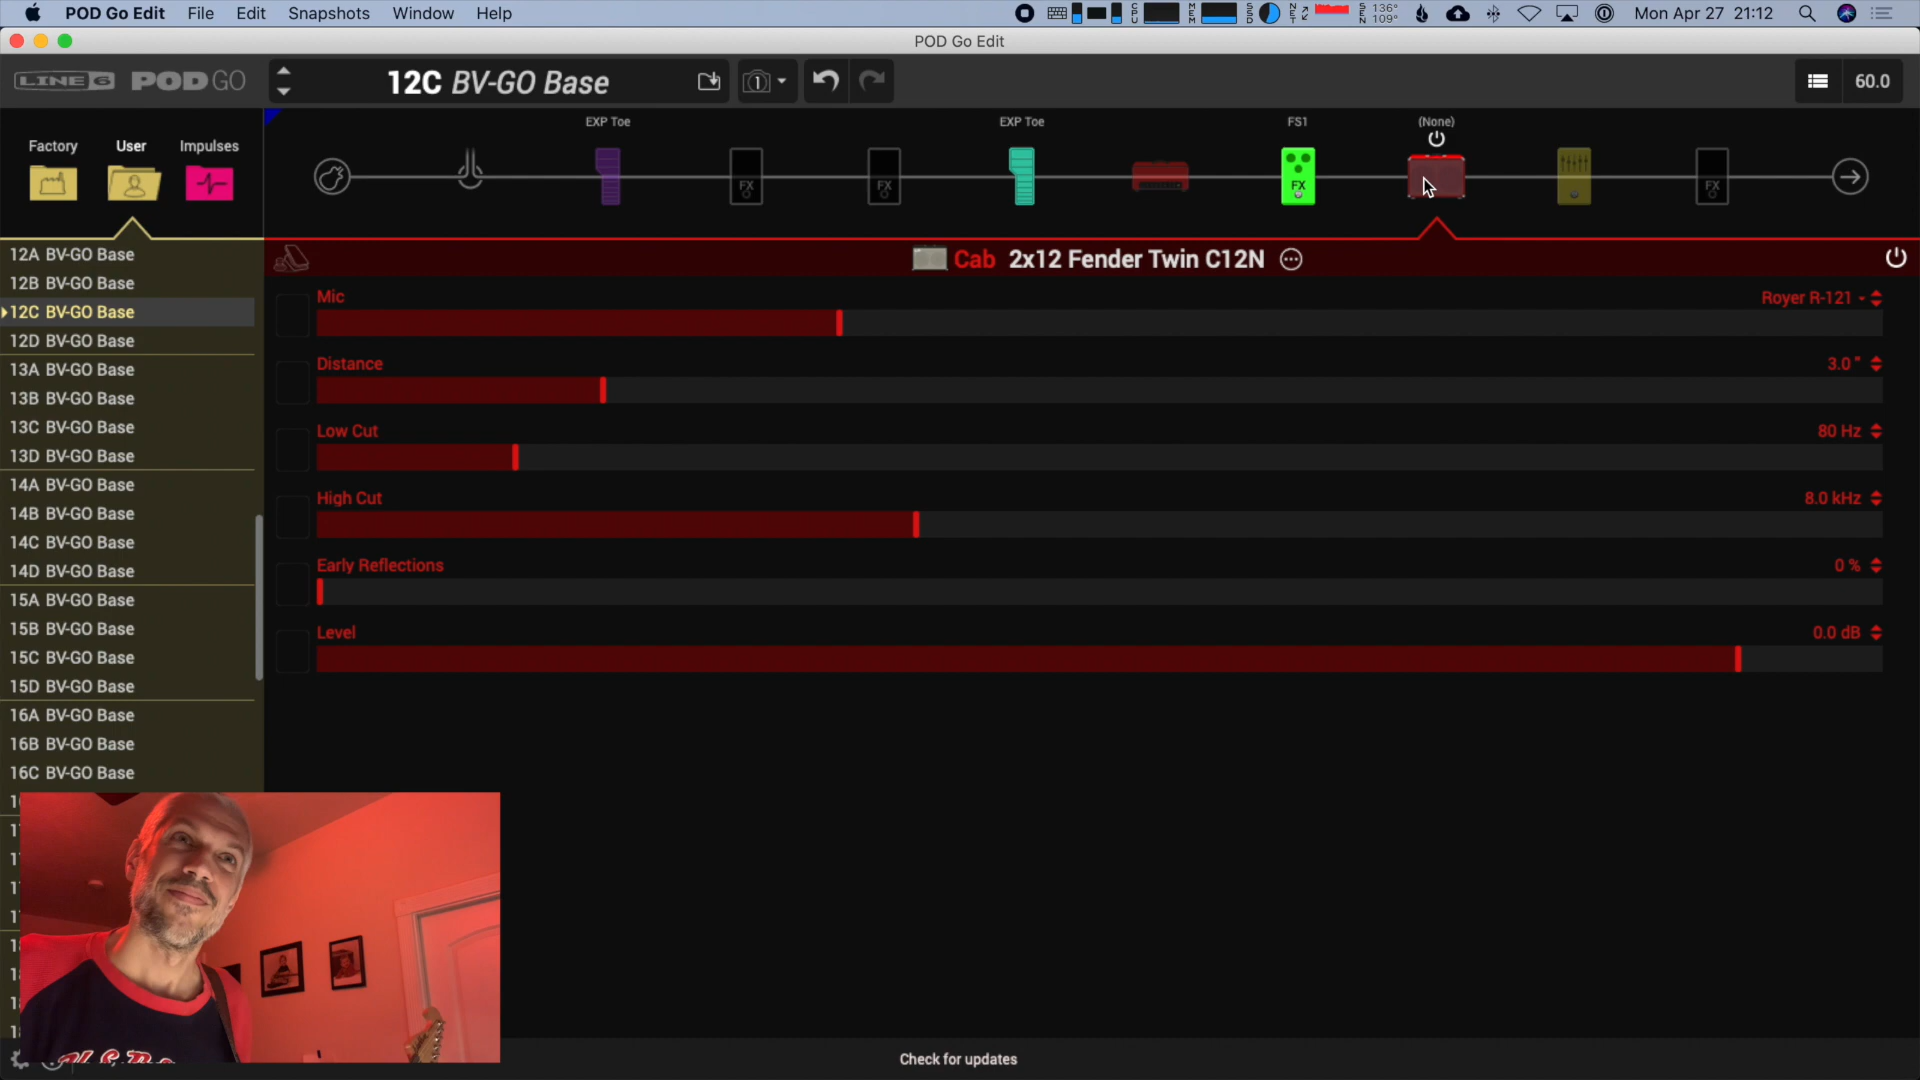 POD Go Edit File Edit Snapshots Window Help
136° 109° Mon Apr 27 21:12
POD Go Edit
LINE 6 POD GO
12C BV-GO Base
1
60.0
EXP Toe
EXP Toe
FS1
(None)
Factory
User
Impulses
FX
FX
FX
FX
Cab 2x12 Fender Twin C12N
12A BV-GO Base
12B BV-GO Base
12C BV-GO Base
12D BV-GO Base
13A BV-GO Base
13B BV-GO Base
13C BV-GO Base
13D BV-GO Base
14A BV-GO Base
14B BV-GO Base
14C BV-GO Base
14D BV-GO Base
15A BV-GO Base
15B BV-GO Base
15C BV-GO Base
15D BV-GO Base
16A BV-GO Base
16B BV-GO Base
16C BV-GO Base
Mic
Royer R-121
Distance
3.0 "
Low Cut
80 Hz
High Cut
8.0 kHz
Early Reflections
0 %
Level
0.0 dB
Check for updates